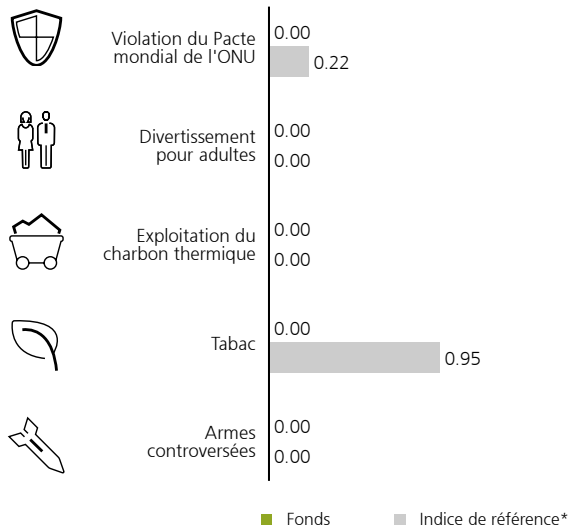 Violation du Pacte
mondial de l'ONU
0.00
0.22
Divertissement
pour adultes
0.00
0.00
Exploitation du
charbon thermique
0.00
0.00
Tabac
0.00
0.95
Armes
controversées
0.00
0.00
Fonds
Indice de référence*